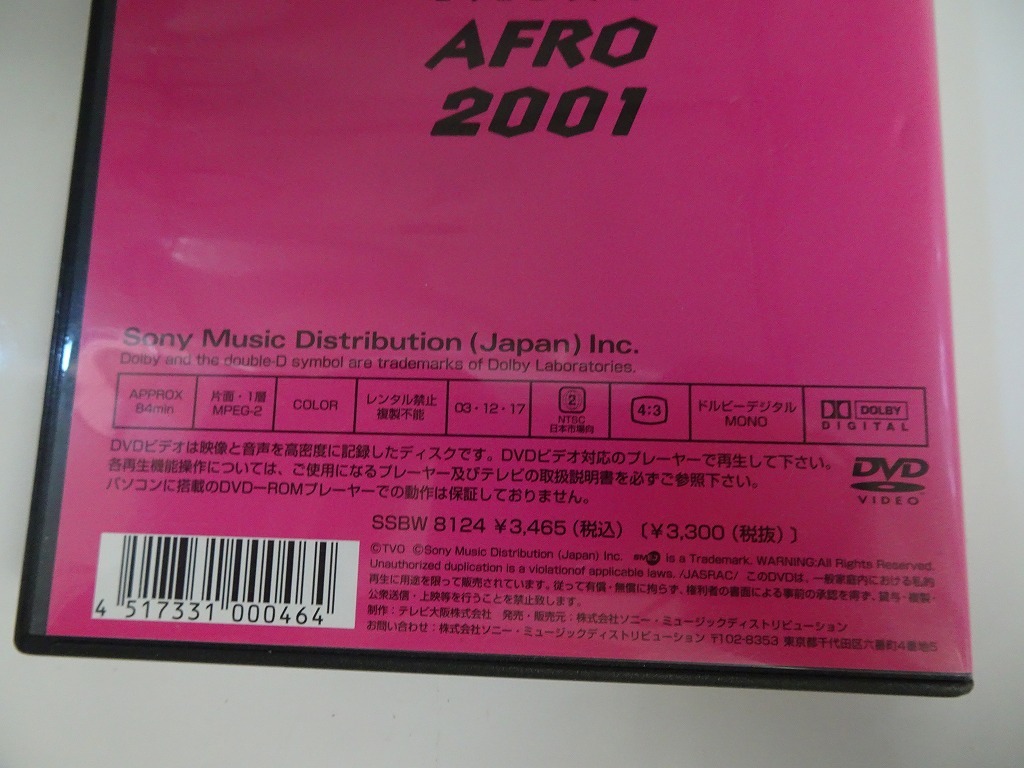 AFRO
2001
Sony Music Distribution (Japan) Inc.
Dolby and the double-D symbol are trademarks of Dolby Laboratories.
APPROX
84min
片面・1層
MPEG-2
COLOR
レンタル禁止
複製不能
03・12・17
2
NTSC
日本市場向
4:3
ドルビーデジタル
MONO
DOLBY
DIGITAL
DVDビデオは映像と音声を高密度に記録したディスクです。DVDビデオ対応のプレーヤーで再生して下さい。
各再生機能操作については、ご使用になるプレーヤー及びテレビの取扱説明書を必ずご参照下さい。
パソコンに搭載のDVD-ROMプレーヤーでの動作は保証しておりません。
DVD
VIDEO
SSBW 8124 ¥3,465(税込) 〔¥3,300(税抜)〕
©TVO ©Sony Music Distribution (Japan) Inc. is a Trademark. WARNING:All Rights Reserved.
Unauthorized duplication is a violationof applicable laws. /JASRAC/ このDVDは、一般家庭内における私的
再生に用途を限って販売されています。従って有償・無償に拘らず、権利者の書面による事前の承認を得ず、貸与・複製・
公衆送信・上映等を行うことを禁止致します。
制作:テレビ大阪株式会社 発売・販売元:株式会社ソニー・ミュージックディストリビューション
お問い合わせ:株式会社ソニー・ミュージックディストリビューション 〒102-8353 東京都千代田区六番町4番地5
4 517331 000464